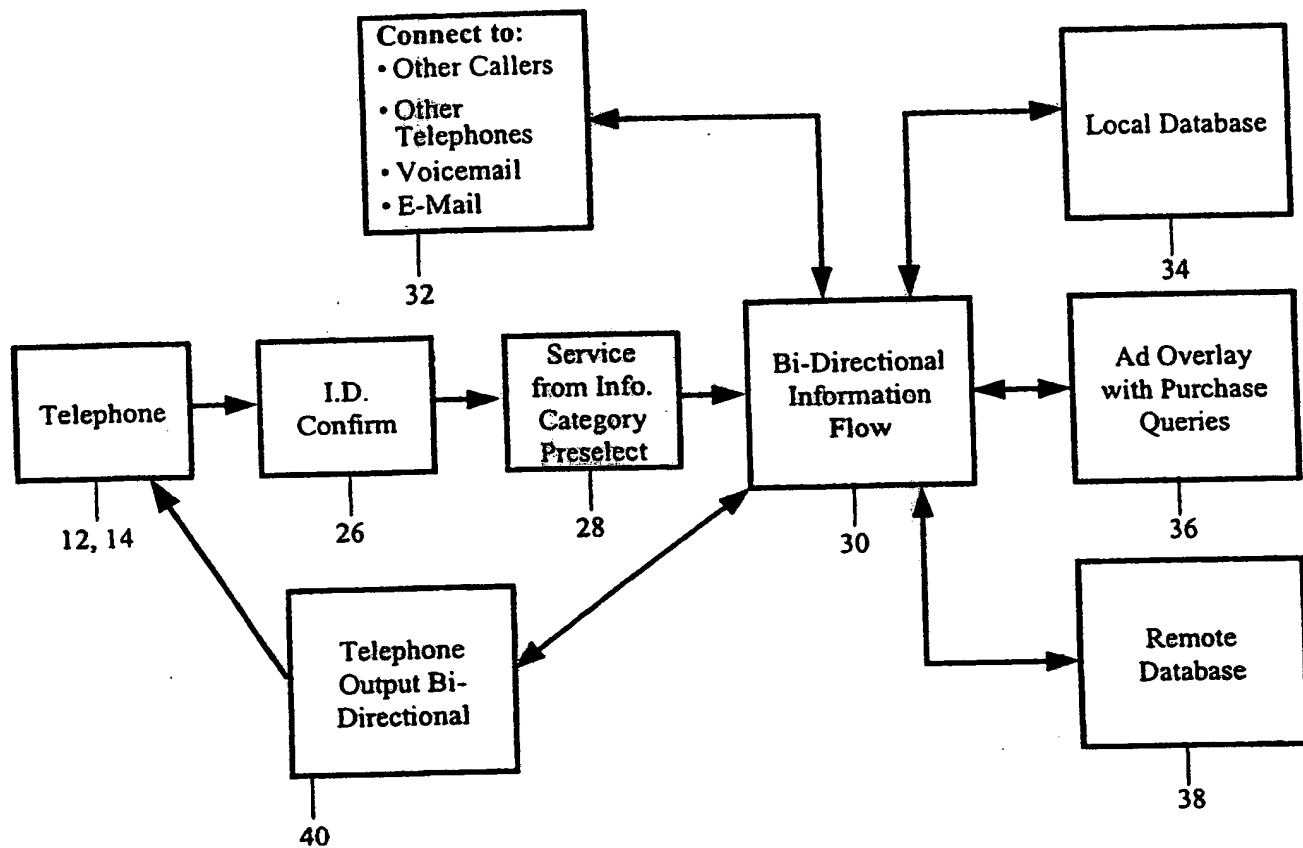 Connect to:
• Other Callers
• Other
Telephones
• Voicemail
• E-Mail
32
Local Database
34
Telephone
12, 14
I.D.
Confirm
26
Service
from Info.
Category
Preselect
28
Bi-Directional
Information
Flow
30
Ad Overlay
with Purchase
Queries
36
Telephone
Output Bi-
Directional
40
Remote
Database
38